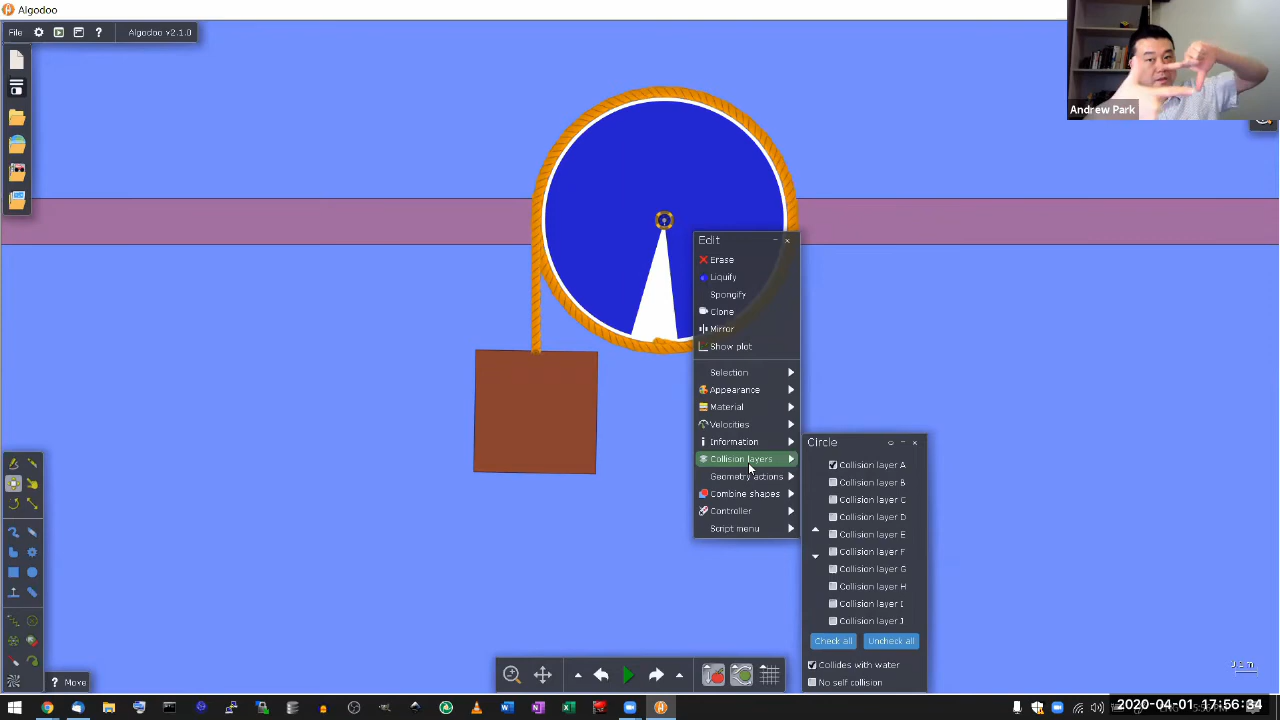 Algodoo
File
?
Algodoo v2.1.0
Andrew Park
Edit
Erase
Liquify
Spongify
Clone
Mirror
Show plot
Selection
Appearance
Material
Velocities
Information
Collision layers
Geometry actions
Combine shapes
Controller
Script menu
Circle
Collision layer A
Collision layer B
Collision layer C
Collision layer D
Collision layer E
Collision layer F
Collision layer G
Collision layer H
Collision layer I
Collision layer J
Check all
Uncheck all
Collides with water
No self collision
? Move
2020-04-01 17:56:34